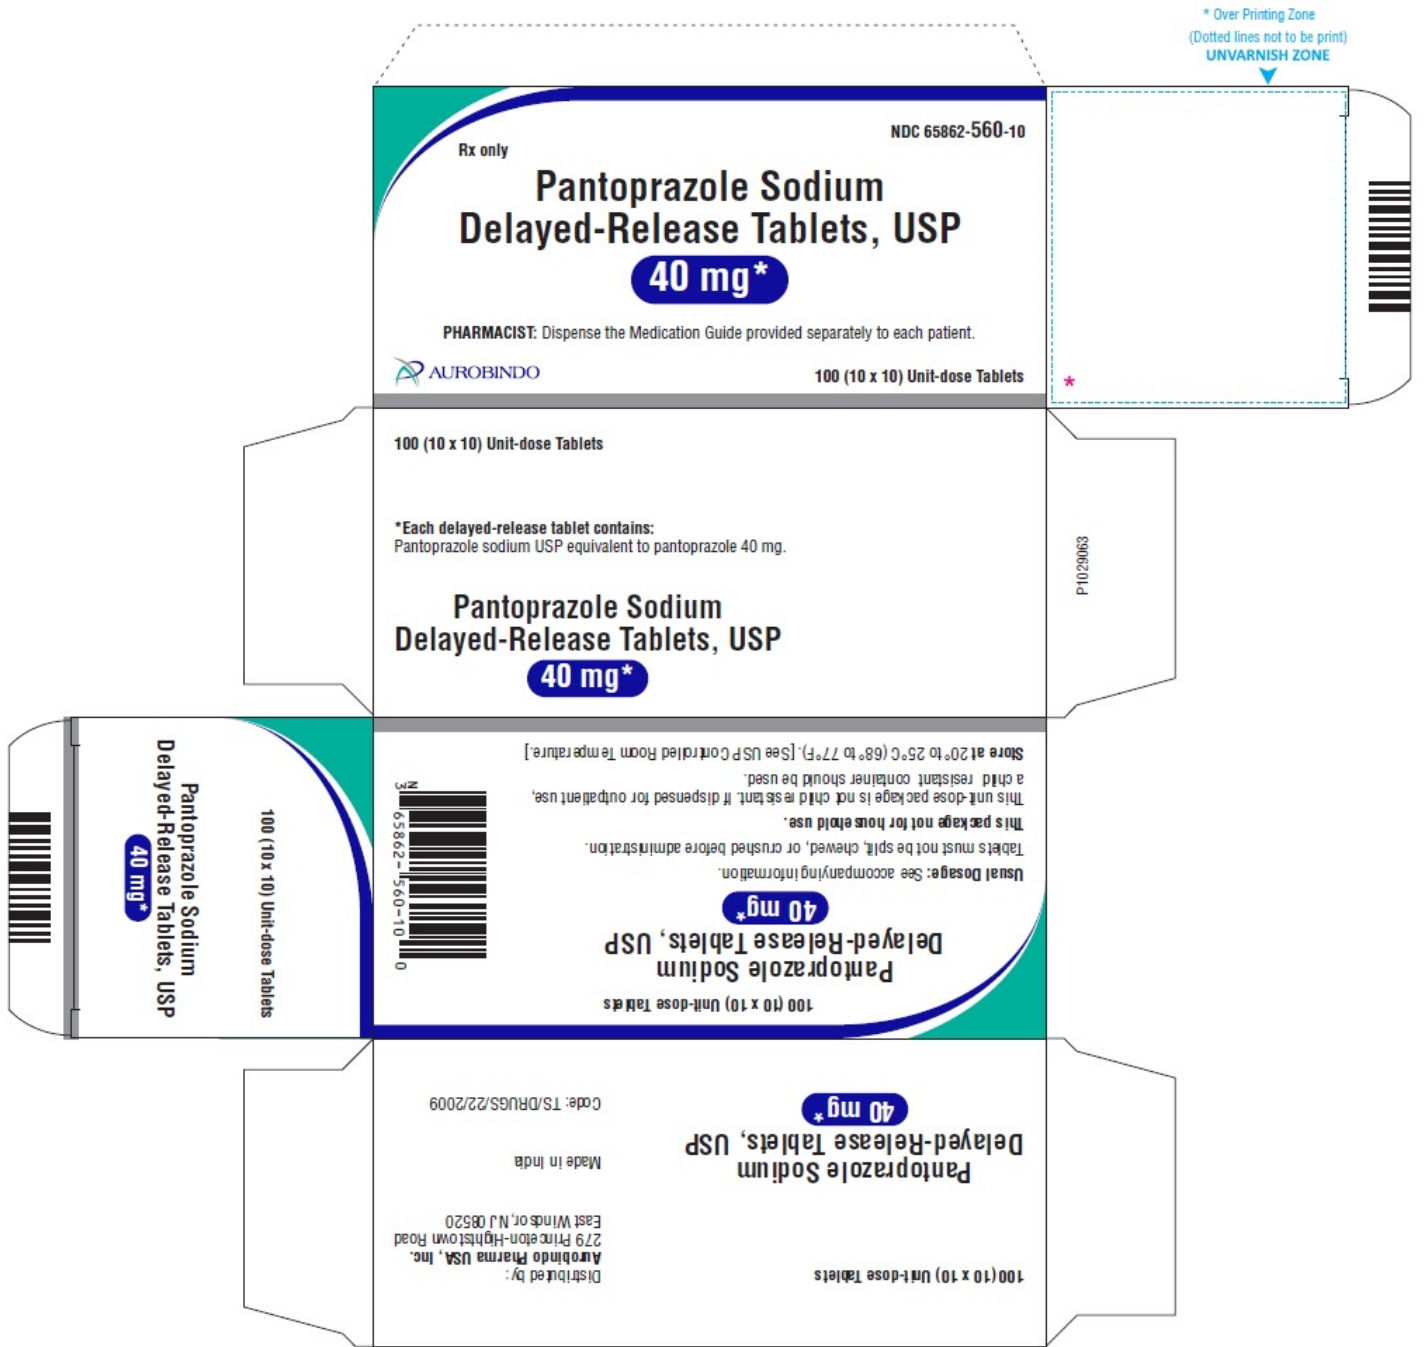 * Over Printing Zone
(Dotted lines not to be print)
UNVARNISH ZONE
NDC 65862-560-10
Rx only
Pantoprazole Sodium
Delayed-Release Tablets, USP
40 mg*
PHARMACIST: Dispense the Medication Guide provided separately to each patient.
AUROBINDO
100 (10 x 10) Unit-dose Tablets
*
100 (10 x 10) Unit-dose Tablets
*Each delayed-release tablet contains:
Pantoprazole sodium USP equivalent to pantoprazole 40 mg.
Pantoprazole Sodium
Delayed-Release Tablets, USP
40 mg*
P1029063
Pantoprazole Sodium
Delayed-Release Tablets, USP
40 mg*
100 (10 x 10) Unit-dose Tablets
100 (10 x 10) Unit-dose Tablets
Pantoprazole Sodium
Delayed-Release Tablets, USP
40 mg*
Usual Dosage: See accompanying information.
Tablets must not be split, chewed, or crushed before administration.
This package not for household use.
This unit-dose package is not child resistant. If dispensed for outpatient use,
a child resistant container should be used.
Store at 20° to 25°C (68° to 77°F). [See USP Controlled Room Temperature.]
N
3 65862-560-10 0
100 (10 x 10) Unit-dose Tablets
Pantoprazole Sodium
Delayed-Release Tablets, USP
40 mg*
Distributed by:
Aurobindo Pharma USA, Inc.
279 Princeton-Hightstown Road
East Windsor, NJ 08520
Made in India
Code: TS/DRUGS/22/2009